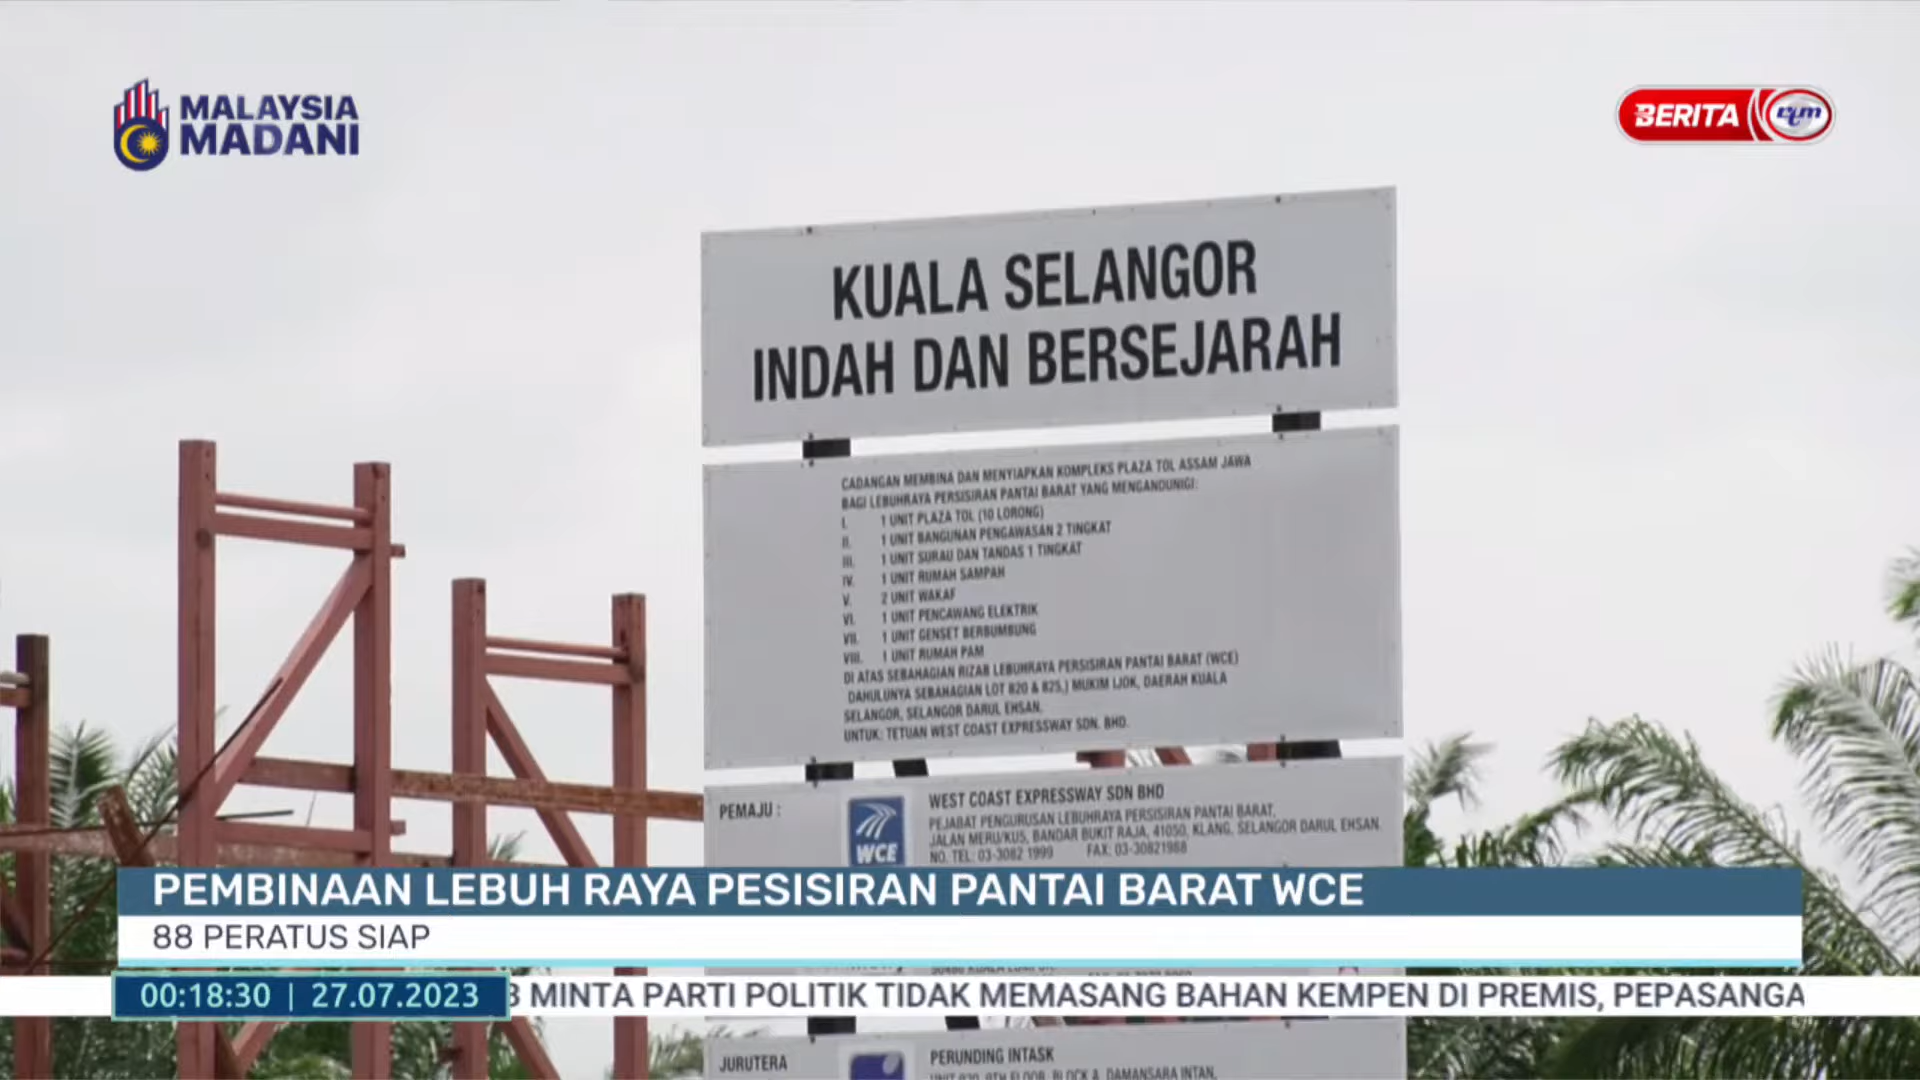 MALAYSIA
MADANI
BERITA rtm
KUALA SELANGOR
INDAH DAN BERSEJARAH
CADANGAN MEMBINA DAN MENYIAPKAN KOMPLEKS PLAZA TOL ASSAM JAWA
BAGI LEBUHRAYA PERSISIRAN PANTAI BARAT YANG MENGANDUNIGI:
I. 1 UNIT PLAZA TOL (10 LORONG)
II. 1 UNIT BANGUNAN PENGAWASAN 2 TINGKAT
III. 1 UNIT SURAU DAN TANDAS 1 TINGKAT
IV. 1 UNIT RUMAH SAMPAH
V. 2 UNIT WAKAF
VI. 1 UNIT PENCAWANG ELEKTRIK
VII. 1 UNIT GENSET BERBUMBUNG
VIII. 1 UNIT RUMAH PAM
DI ATAS SEBAHAGIAN RIZAB LEBUHRAYA PERSISIRAN PANTAI BARAT (WCE)
DAHULUNYA SEBAHAGIAN LOT 820 & 825,) MUKIM IJOK, DAERAH KUALA
SELANGOR, SELANGOR DARUL EHSAN.
UNTUK: TETUAN WEST COAST EXPRESSWAY SDN. BHD.
PEMAJU :
WCE
WEST COAST EXPRESSWAY SDN BHD
PEJABAT PENGURUSAN LEBUHRAYA PERSISIRAN PANTAI BARAT,
JALAN MERU/KUS, BANDAR BUKIT RAJA, 41050, KLANG, SELANGOR DARUL EHSAN.
NO. TEL: 03-3082 1999 FAX: 03-30821988
PEMBINAAN LEBUH RAYA PESISIRAN PANTAI BARAT WCE
88 PERATUS SIAP
00:18:30 | 27.07.2023
3 MINTA PARTI POLITIK TIDAK MEMASANG BAHAN KEMPEN DI PREMIS, PEPASANGA
JURUTERA
PERUNDING INTASK
BLOCK A, DAMANSARA INTAN,